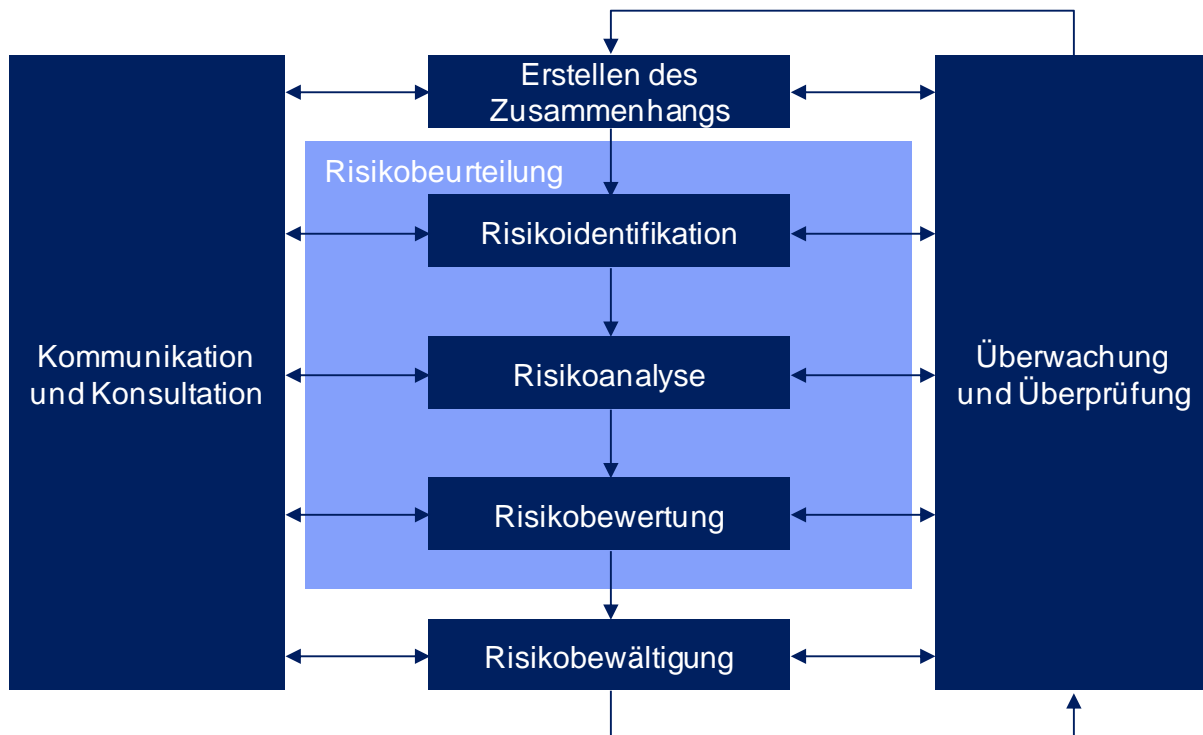 Erstellen des
Zusammenhangs
Risikobeurteilung
Risikoidentifikation
Kommunikation
und Konsultation
Risikoanalyse
Überwachung
und Überprüfung
Risikobewertung
Risikobewältigung